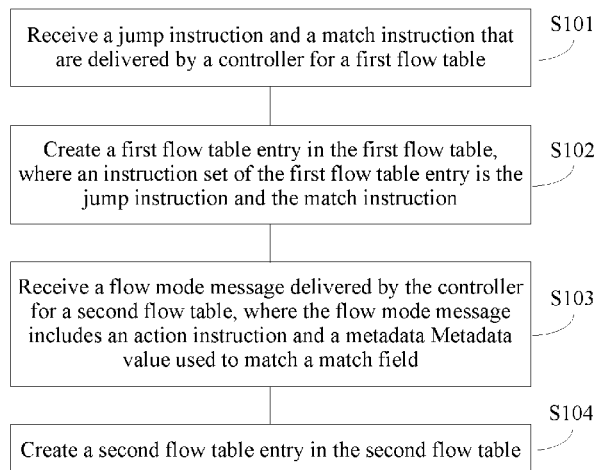 S101
Receive a jump instruction and a match instruction that
are delivered by a controller for a first flow table
S102
Create a first flow table entry in the first flow table,
where an instruction set of the first flow table entry is the
jump instruction and the match instruction
S103
Receive a flow mode message delivered by the controller
for a second flow table, where the flow mode message
includes an action instruction and a metadata Metadata
value used to match a match field
S104
Create a second flow table entry in the second flow table